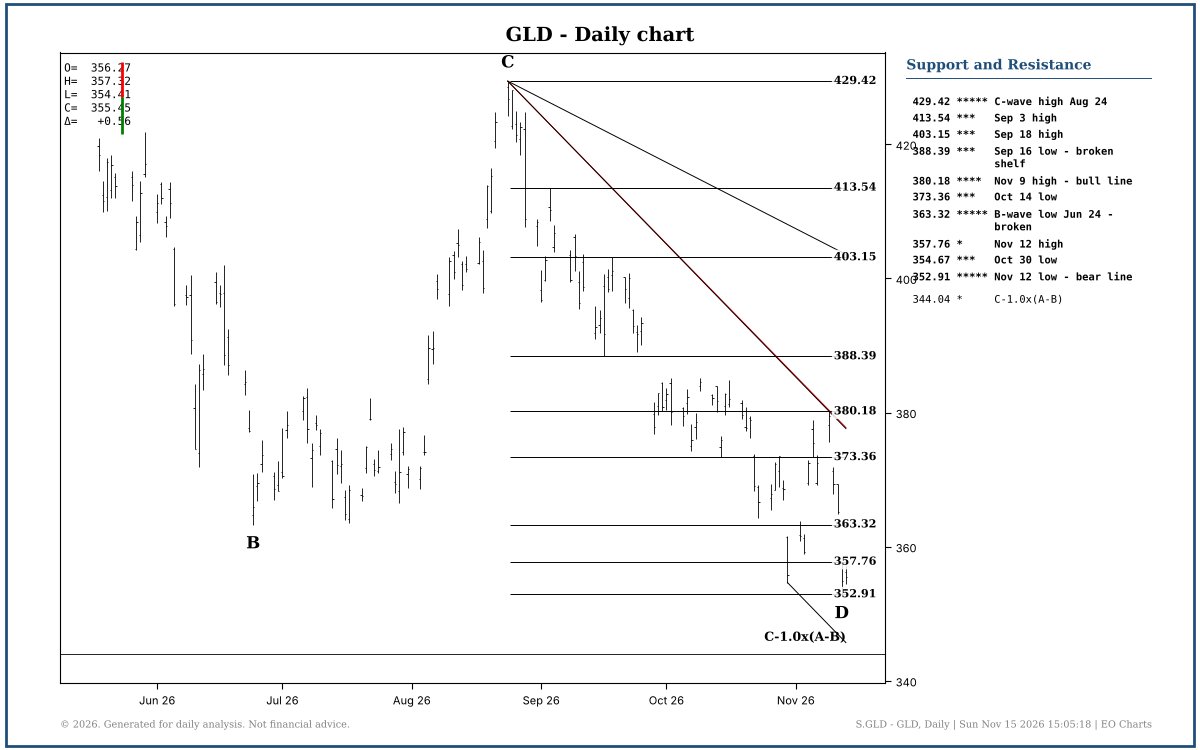 GLD - Daily chart
O= 356.27
H= 357.32
L= 354.41
C= 355.45
Δ= +0.56
C
429.42
413.54
403.15
388.39
380.18
373.36
363.32
357.76
352.91
B
D
C-1.0x(A-B)
420
400
380
360
340
Jun 26
Jul 26
Aug 26
Sep 26
Oct 26
Nov 26
Support and Resistance
429.42 ***** C-wave high Aug 24
413.54 *** Sep 3 high
403.15 *** Sep 18 high
388.39 *** Sep 16 low - broken
shelf
380.18 **** Nov 9 high - bull line
373.36 *** Oct 14 low
363.32 ***** B-wave low Jun 24 -
broken
357.76 * Nov 12 high
354.67 *** Oct 30 low
352.91 ***** Nov 12 low - bear line
344.04 * C-1.0x(A-B)
© 2026. Generated for daily analysis. Not financial advice.
S.GLD - GLD, Daily | Sun Nov 15 2026 15:05:18 | EO Charts